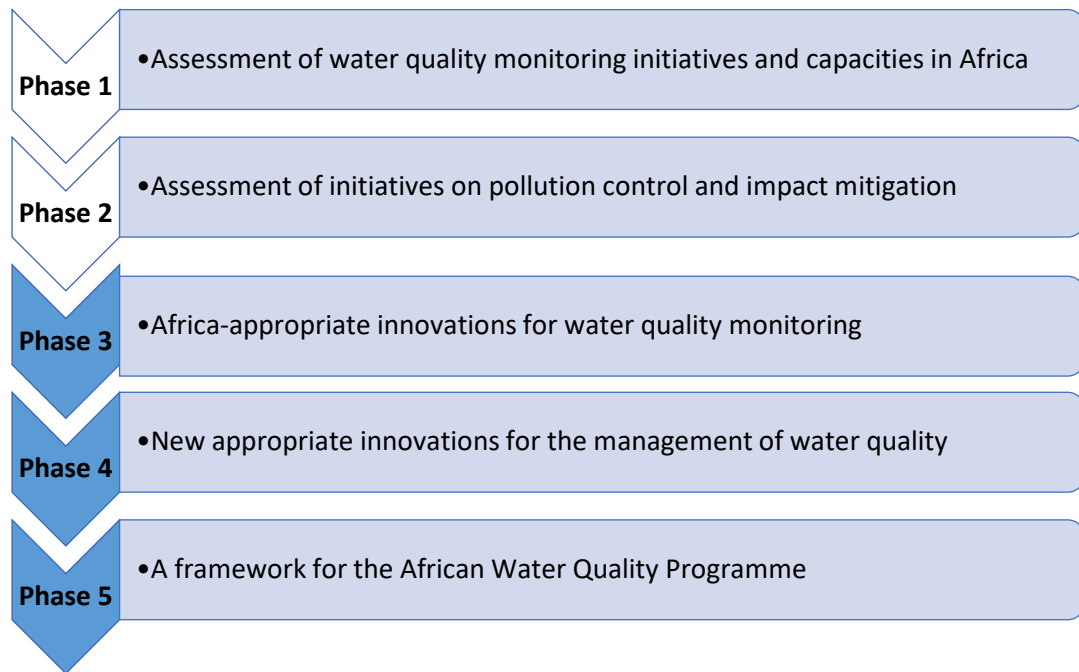 Phase 1
•Assessment of water quality monitoring initiatives and capacities in Africa
Phase 2
•Assessment of initiatives on pollution control and impact mitigation
Phase 3
•Africa-appropriate innovations for water quality monitoring
Phase 4
•New appropriate innovations for the management of water quality
Phase 5
•A framework for the African Water Quality Programme